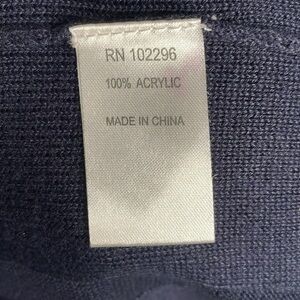 RN 102296
100% ACRYLIC
MADE IN CHINA